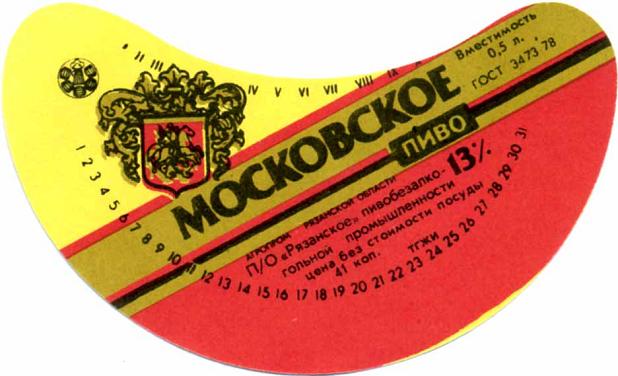 II III IV V VI VII VIII IX
Вместимость
0,5 л.
ГОСТ 3473 78
МОСКОВСКОЕ
ПИВО
13%
АГРОПРОМ РЯЗАНСКОЙ ОБЛАСТИ
П/О «Рязанское» пивобезалко-
гольной промышленности
цена без стоимости посуды
41 коп. ТГЖИ
1 2 3 4 5 6 7 8 9 10 11 12 13 14 15 16 17 18 19 20 21 22 23 24 25 26 27 28 29 30 31